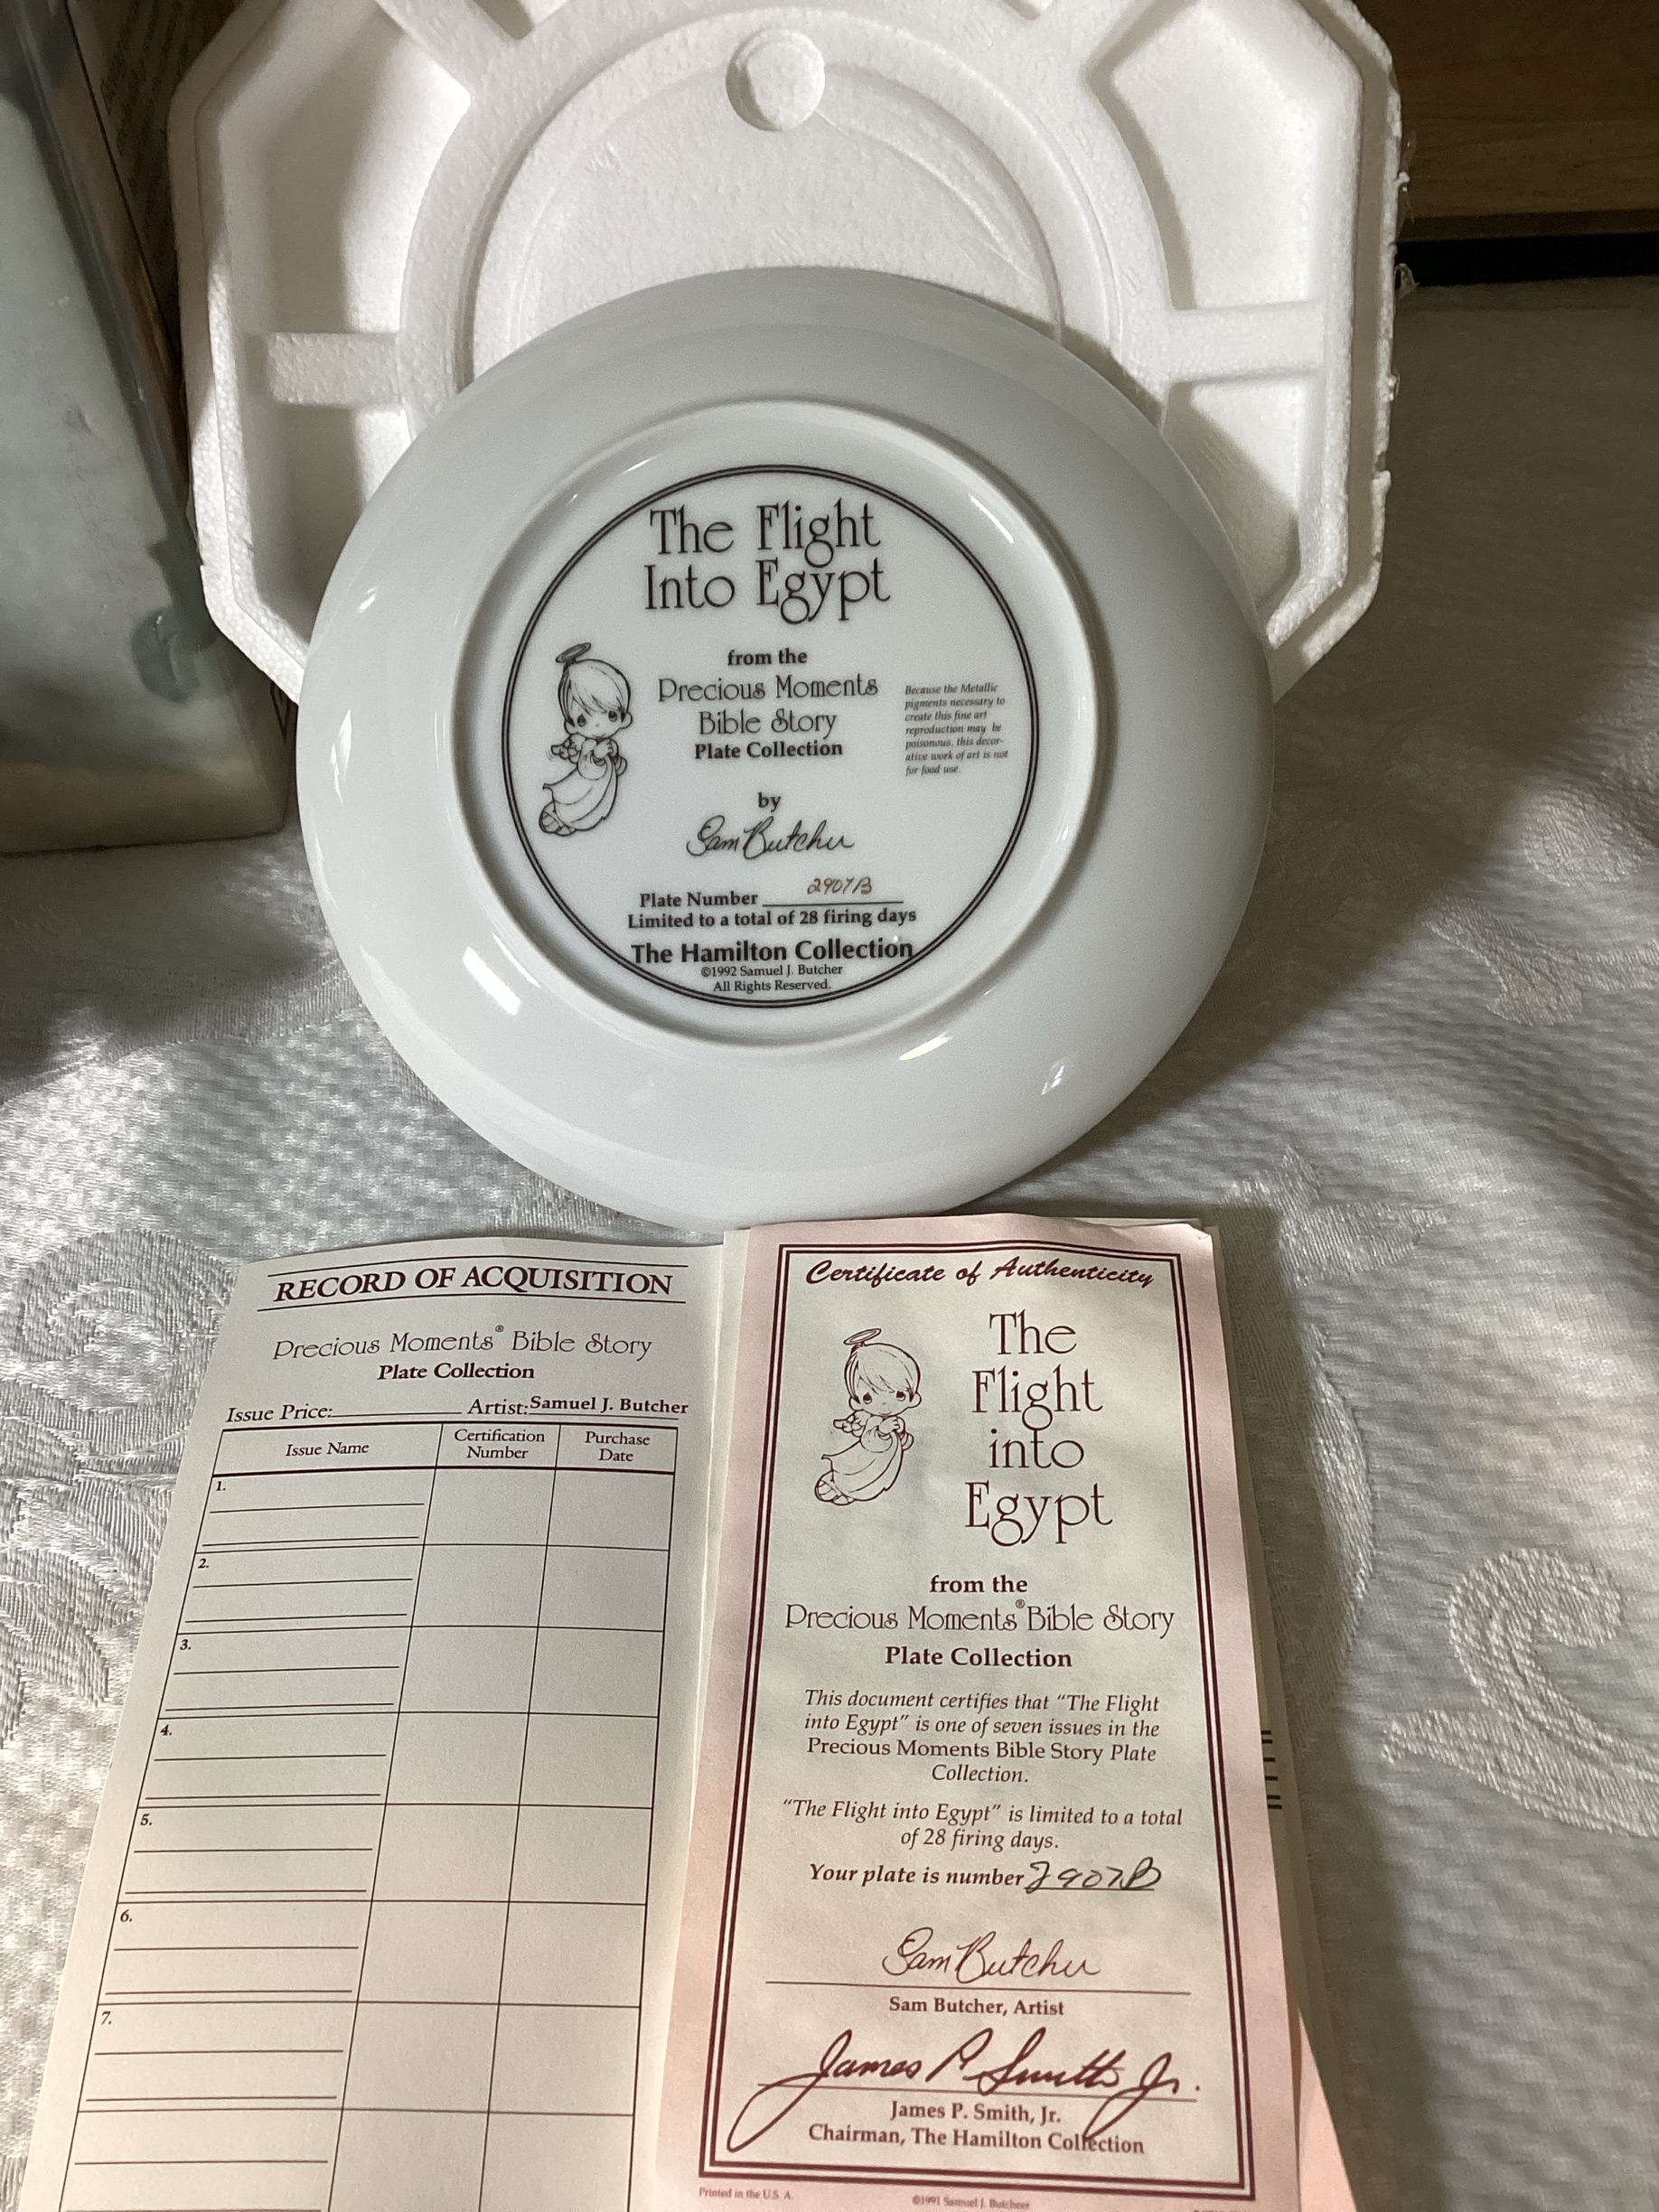 The Flight
Into Egypt
from the
Precious Moments
Bible Story
Plate Collection
Because the Metallic
pigments necessary to
create this fine art
reproduction may be
poisonous, this decor-
ative work of art is not
for food use.
by
Sam Butcher
Plate Number 2907B
Limited to a total of 28 firing days
The Hamilton Collection
©1992 Samuel J. Butcher
All Rights Reserved.
RECORD OF ACQUISITION
Precious Moments® Bible Story
Plate Collection
Issue Price: Artist: Samuel J. Butcher
Issue Name Certification Number Purchase Date
1.
2.
3.
4.
5.
6.
7.
Certificate of Authenticity
The
Flight
into
Egypt
from the
Precious Moments® Bible Story
Plate Collection
This document certifies that “The Flight
into Egypt” is one of seven issues in the
Precious Moments Bible Story Plate
Collection.
“The Flight into Egypt” is limited to a total
of 28 firing days.
Your plate is number 2907B
Sam Butcher
Sam Butcher, Artist
James P. Smith Jr.
James P. Smith, Jr.
Chairman, The Hamilton Collection
Printed in the U.S.A.
©1991 Samuel J. Butcher